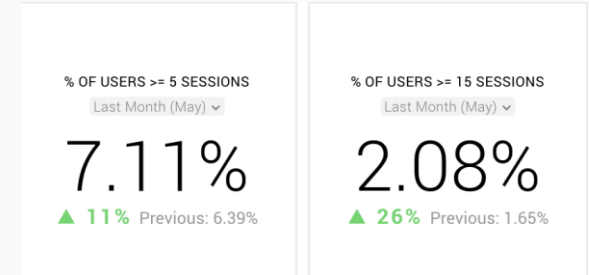 % OF USERS >= 5 SESSIONS
Last Month (May)
7.11%
11% Previous: 6.39%
% OF USERS >= 15 SESSIONS
Last Month (May)
2.08%
26% Previous: 1.65%